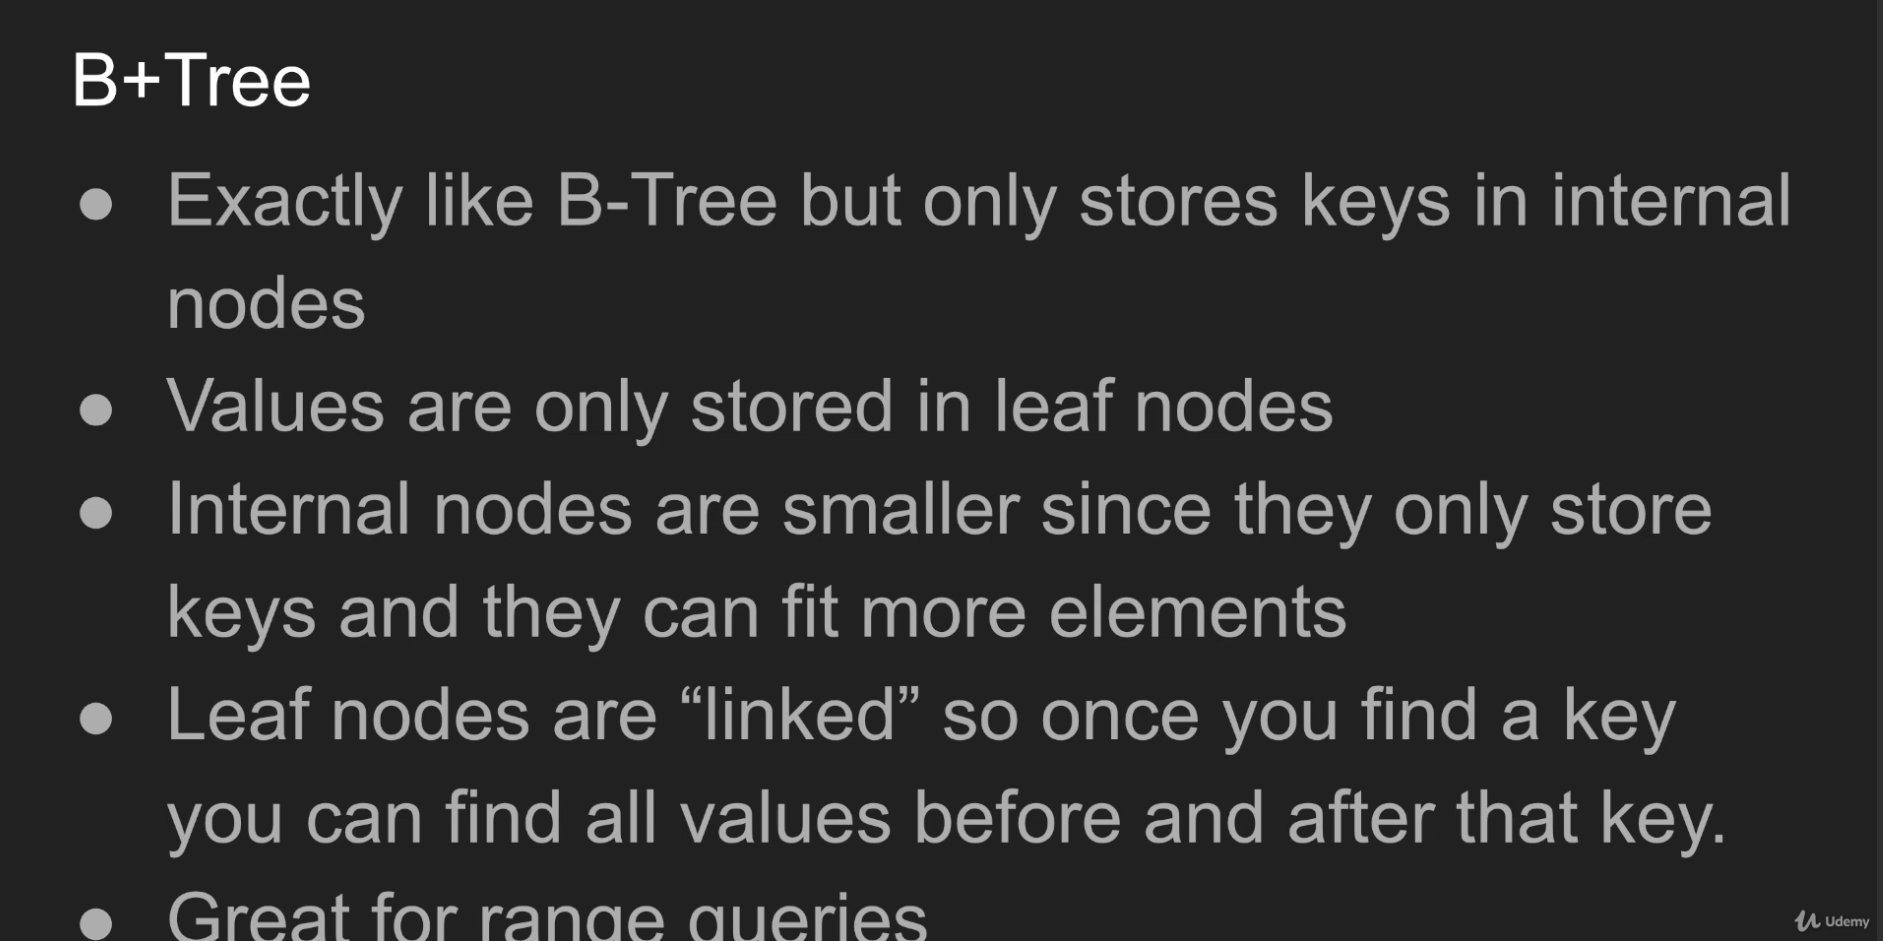 B+Tree
● Exactly like B-Tree but only stores keys in internal
nodes
● Values are only stored in leaf nodes
● Internal nodes are smaller since they only store
keys and they can fit more elements
● Leaf nodes are “linked” so once you find a key
you can find all values before and after that key.
● Great for range queries
Udemy